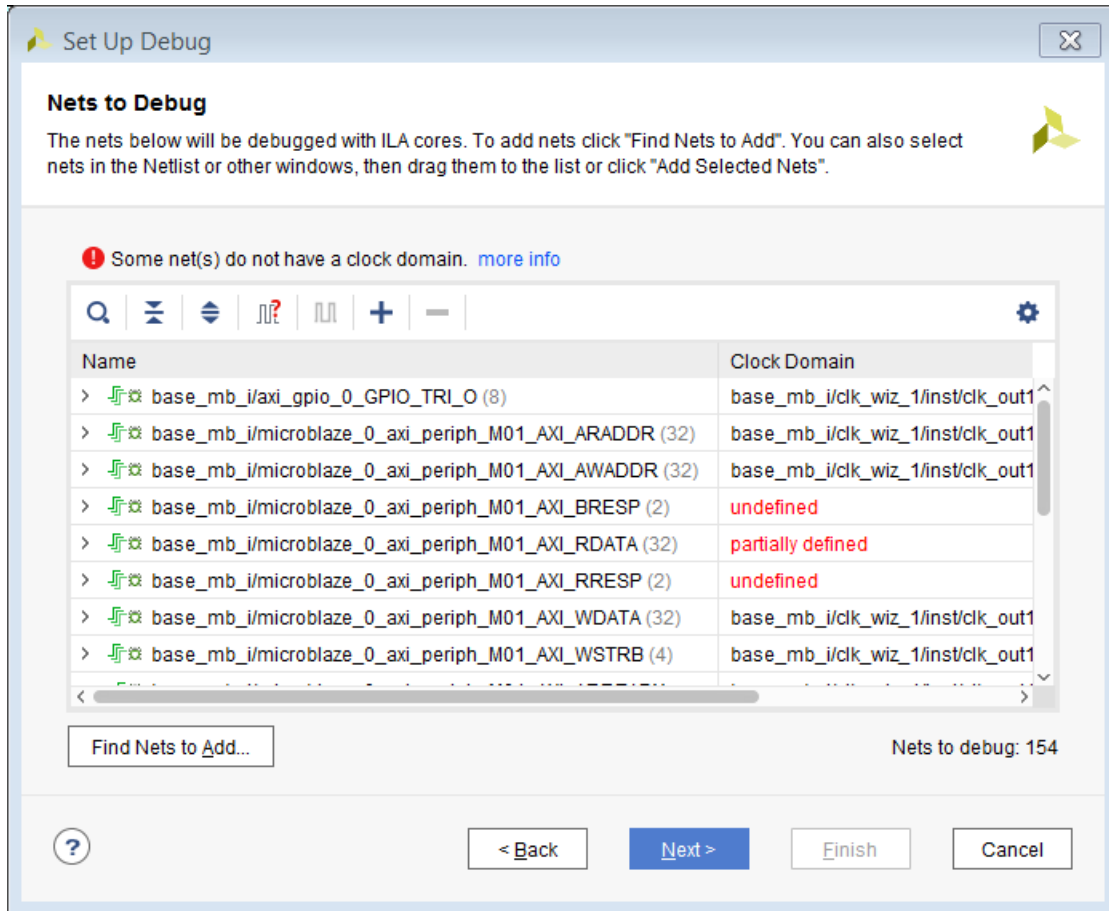 Set Up Debug
Nets to Debug
The nets below will be debugged with ILA cores. To add nets click "Find Nets to Add". You can also select
nets in the Netlist or other windows, then drag them to the list or click "Add Selected Nets".
Some net(s) do not have a clock domain. more info
Name Clock Domain
base_mb_i/axi_gpio_0_GPIO_TRI_O (8) base_mb_i/clk_wiz_1/inst/clk_out1
base_mb_i/microblaze_0_axi_periph_M01_AXI_ARADDR (32) base_mb_i/clk_wiz_1/inst/clk_out1
base_mb_i/microblaze_0_axi_periph_M01_AXI_AWADDR (32) base_mb_i/clk_wiz_1/inst/clk_out1
base_mb_i/microblaze_0_axi_periph_M01_AXI_BRESP (2) undefined
base_mb_i/microblaze_0_axi_periph_M01_AXI_RDATA (32) partially defined
base_mb_i/microblaze_0_axi_periph_M01_AXI_RRESP (2) undefined
base_mb_i/microblaze_0_axi_periph_M01_AXI_WDATA (32) base_mb_i/clk_wiz_1/inst/clk_out1
base_mb_i/microblaze_0_axi_periph_M01_AXI_WSTRB (4) base_mb_i/clk_wiz_1/inst/clk_out1
Find Nets to Add... Nets to debug: 154
? < Back Next > Finish Cancel